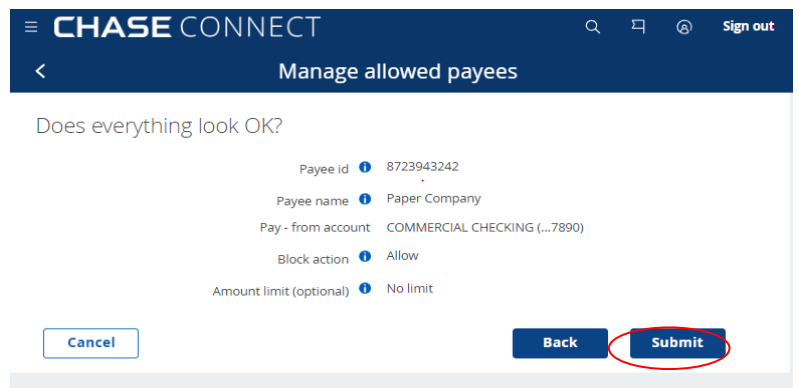 CHASE CONNECT
Sign out
Manage allowed payees
Does everything look OK?
Payee id 8723943242
Payee name Paper Company
Pay - from account COMMERCIAL CHECKING (...7890)
Block action Allow
Amount limit (optional) No limit
Cancel Back Submit